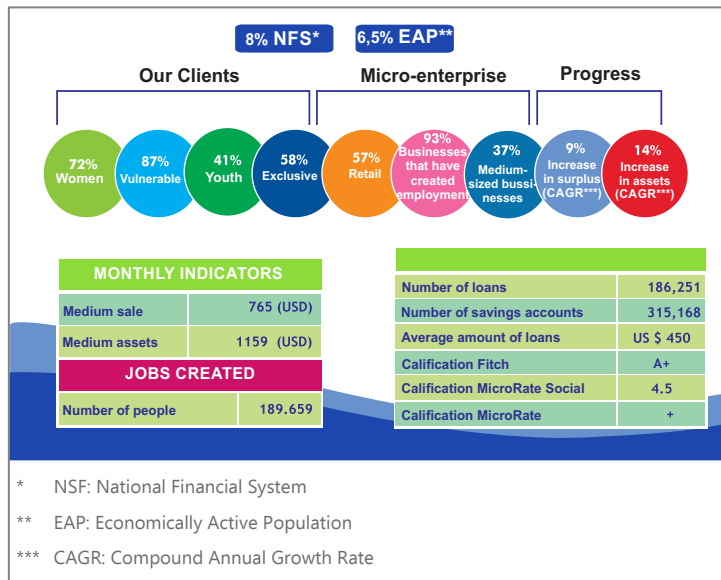 8% NFS*
6,5% EAP**
Our Clients
Micro-enterprise
Progress
72%
Women
87%
Vulnerable
41%
Youth
58%
Exclusive
57%
Retail
93%
Businesses
that have
created
employment
37%
Medium-
sized bussi-
nesses
9%
Increase
in surplus
(CAGR***)
14%
Increase
in assets
(CAGR***)
MONTHLY INDICATORS
Medium sale 765 (USD)
Medium assets 1159 (USD)
JOBS CREATED
Number of people 189.659
Number of loans 186,251
Number of savings accounts 315,168
Average amount of loans US $ 450
Calification Fitch A+
Calification MicroRate Social 4.5
Calification MicroRate +
* NSF: National Financial System
** EAP: Economically Active Population
*** CAGR: Compound Annual Growth Rate